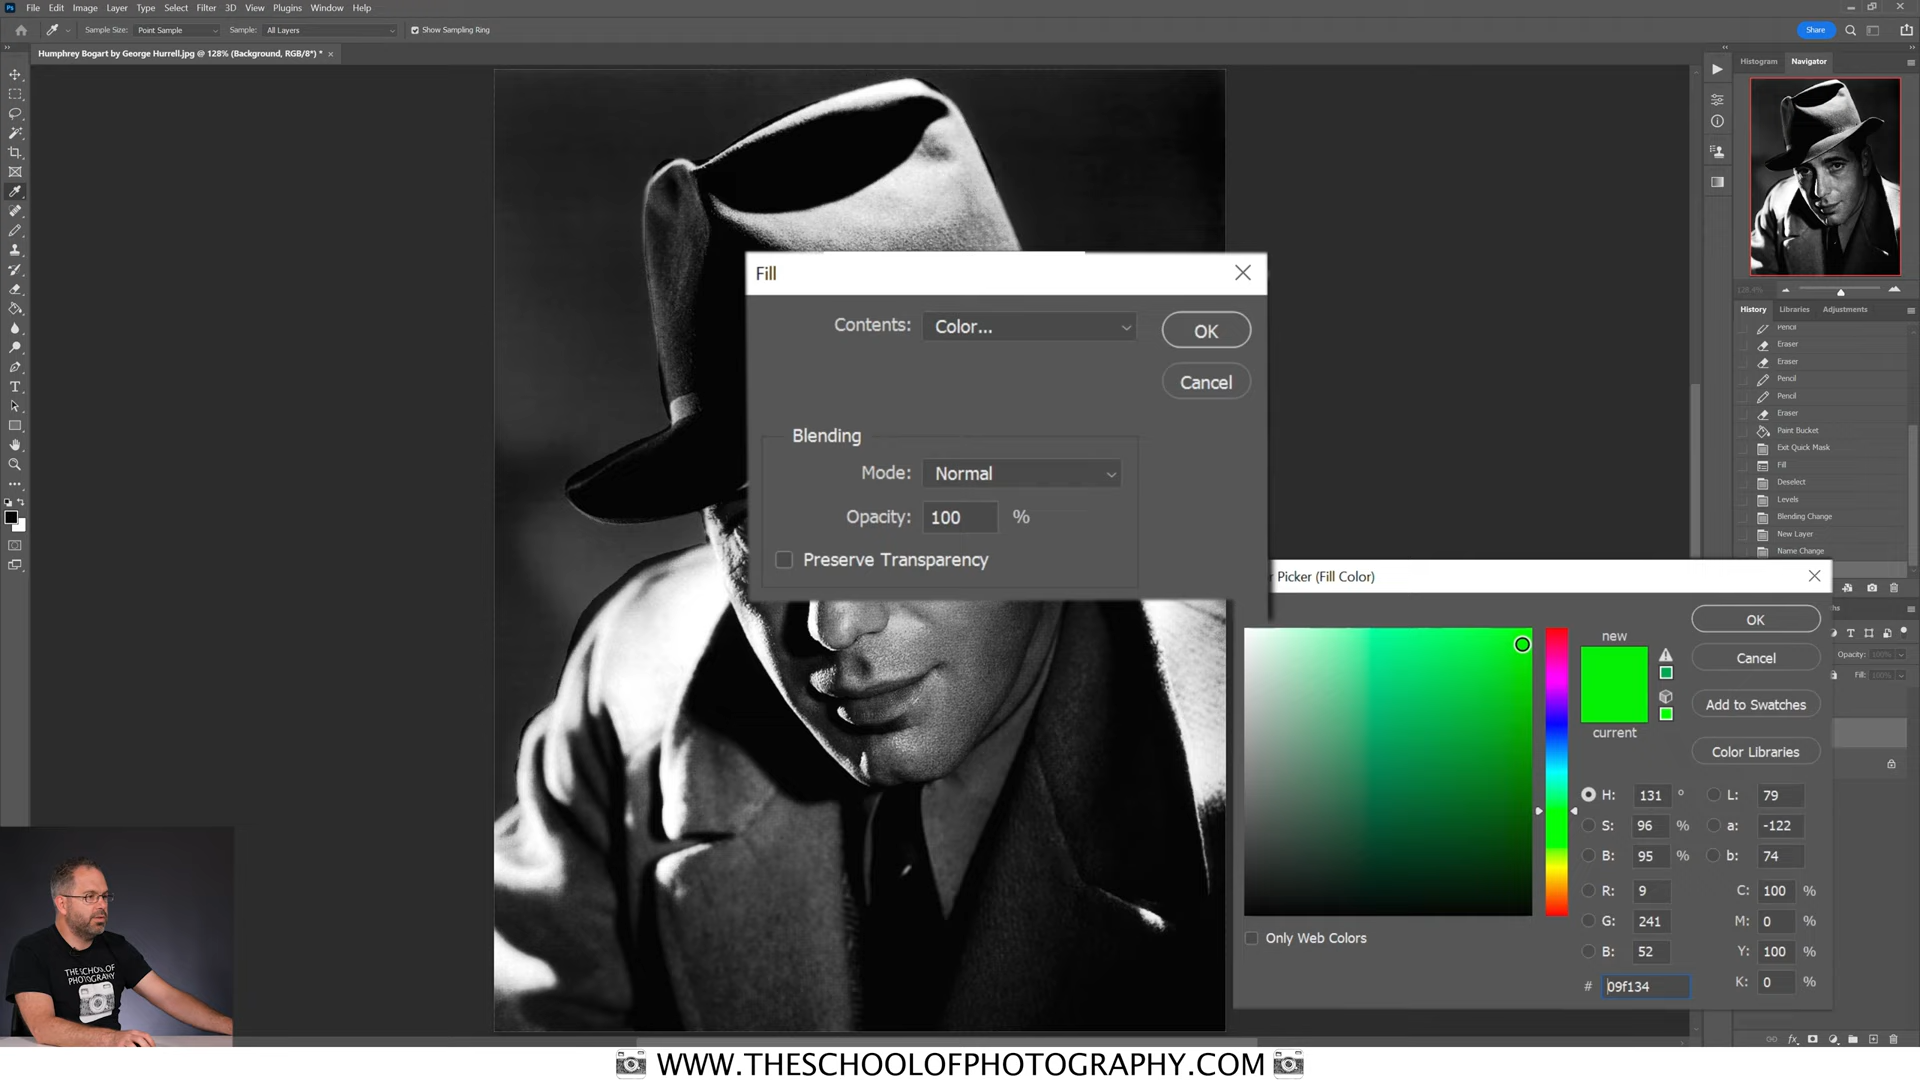 Ps File Edit Image Layer Type Select Filter 3D View Plugins Window Help
Sample Size: Point Sample Sample: All Layers Show Sampling Ring Share
Humphrey Bogart by George Hurrell.jpg @ 128% (Background, RGB/8*) *
Histogram Navigator
History Libraries Adjustments
Pencil
Eraser
Eraser
Pencil
Pencil
Eraser
Paint Bucket
Exit Quick Mask
Fill
Deselect
Levels
Blending Change
New Layer
Name Change
Fill
Contents: Color...
OK
Cancel
Blending
Mode: Normal
Opacity: 100 %
Preserve Transparency
r Picker (Fill Color)
new
current
OK
Cancel
Add to Swatches
Color Libraries
H: 131 ° L: 79
S: 96 % a: -122
B: 95 % b: 74
R: 9 C: 100 %
G: 241 M: 0 %
B: 52 Y: 100 %
# 09f134 K: 0 %
Only Web Colors
Opacity: 100%
Fill: 100%
THE SCHOOL OF
PHOTOGRAPHY
WWW.THESCHOOLOFPHOTOGRAPHY.COM